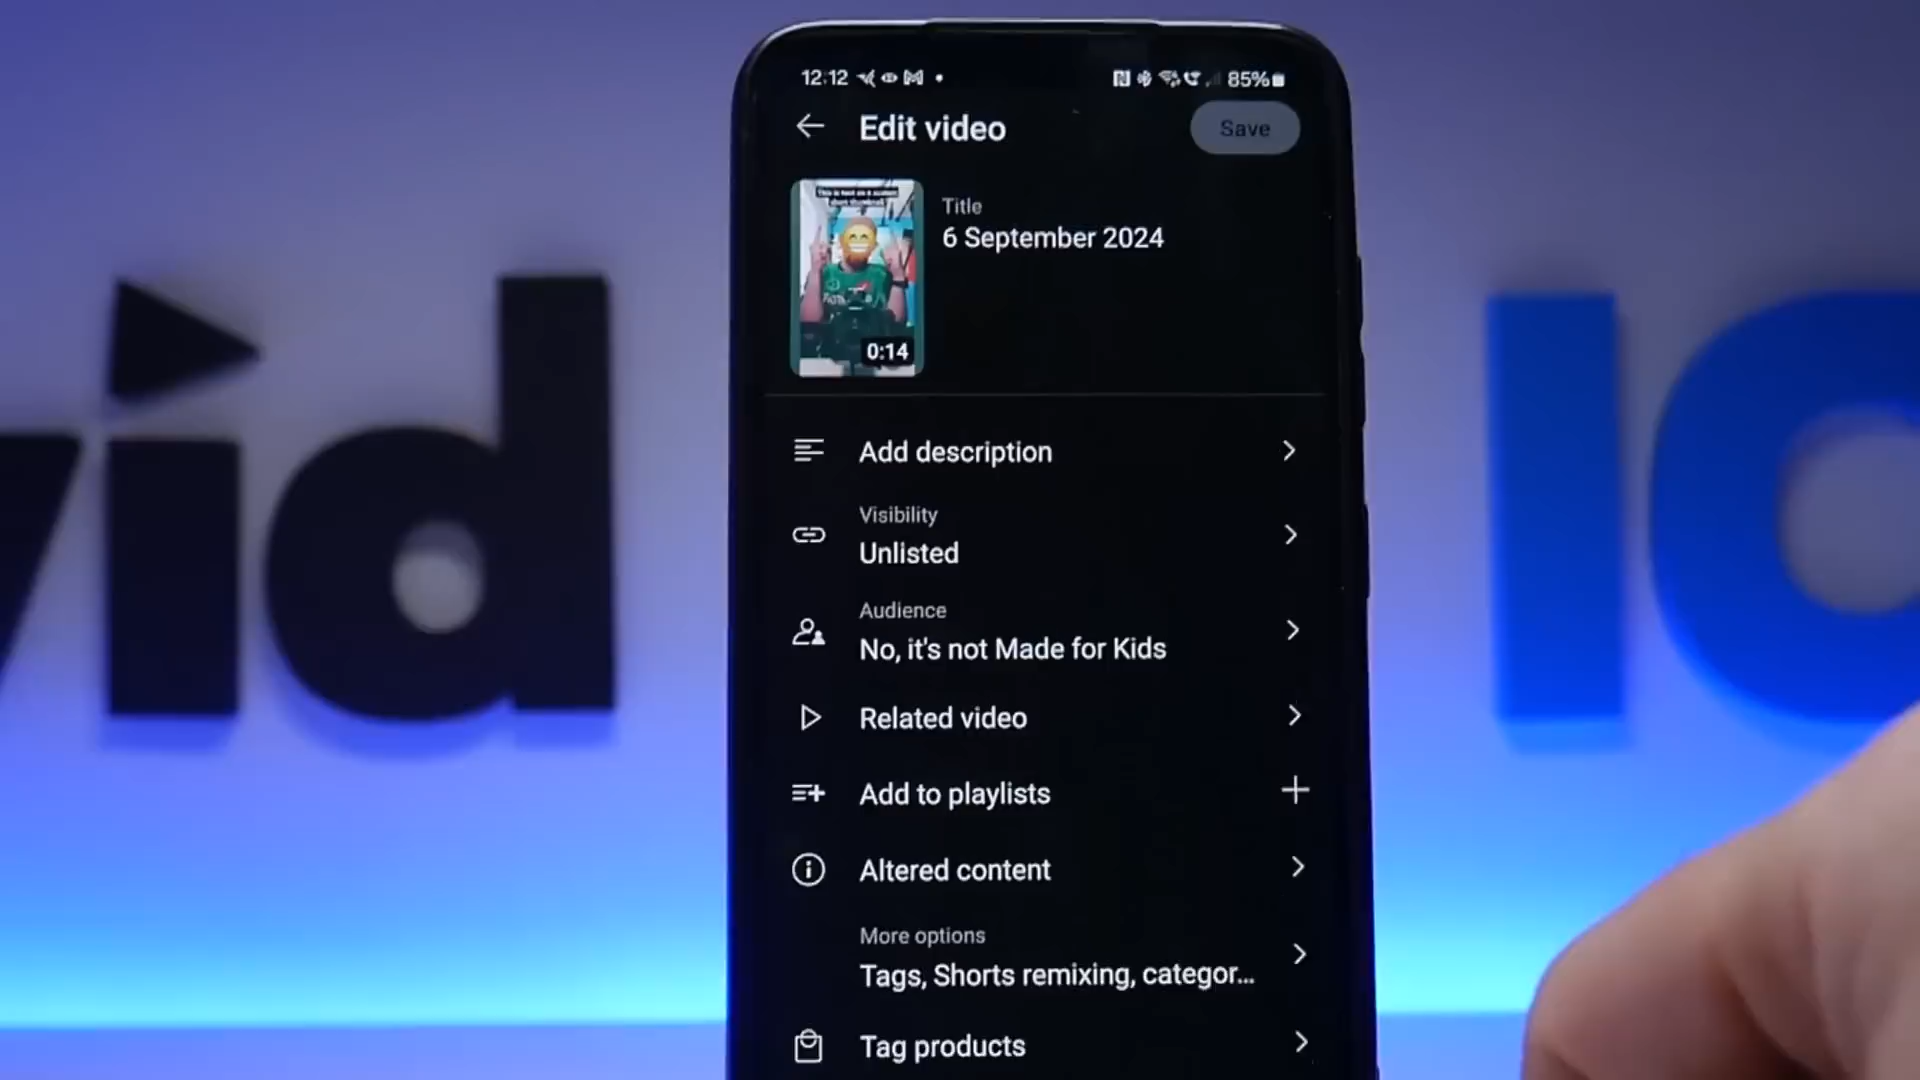 12:12
85%
Edit video
Save
Title
6 September 2024
0:14
Add description
Visibility
Unlisted
Audience
No, it's not Made for Kids
Related video
Add to playlists
Altered content
More options
Tags, Shorts remixing, categor...
Tag products
vid IQ